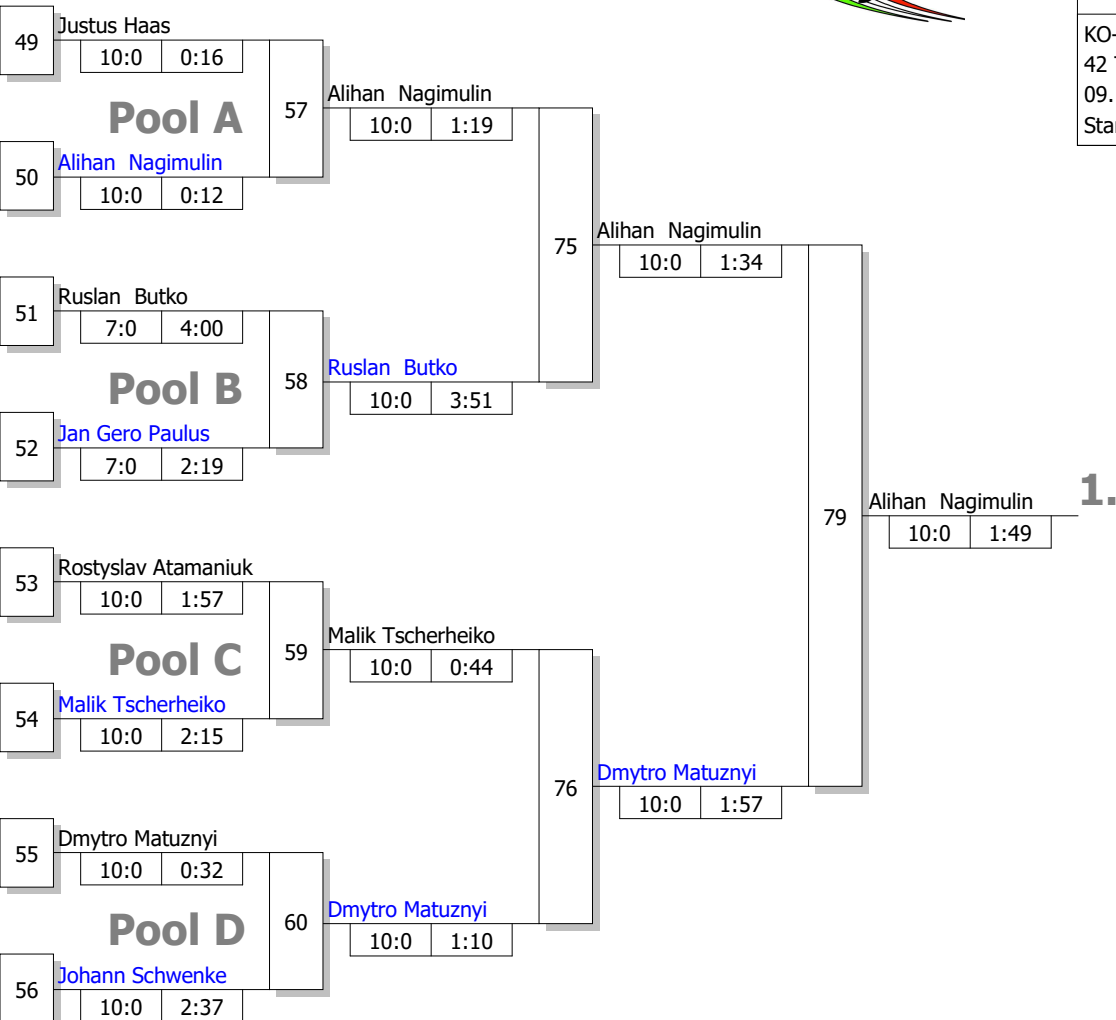 49
Justus Haas
10:0 0:16
Pool A
50
Alihan Nagimulin
10:0 0:12
57
Alihan Nagimulin
10:0 1:19
51
Ruslan Butko
7:0 4:00
Pool B
52
Jan Gero Paulus
7:0 2:19
58
Ruslan Butko
10:0 3:51
75
Alihan Nagimulin
10:0 1:34
53
Rostyslav Atamaniuk
10:0 1:57
Pool C
54
Malik Tscherheiko
10:0 2:15
59
Malik Tscherheiko
10:0 0:44
55
Dmytro Matuznyi
10:0 0:32
Pool D
56
Johann Schwenke
10:0 2:37
60
Dmytro Matuznyi
10:0 1:10
76
Dmytro Matuznyi
10:0 1:57
79
Alihan Nagimulin
10:0 1:49
1.
KO-
42
09.